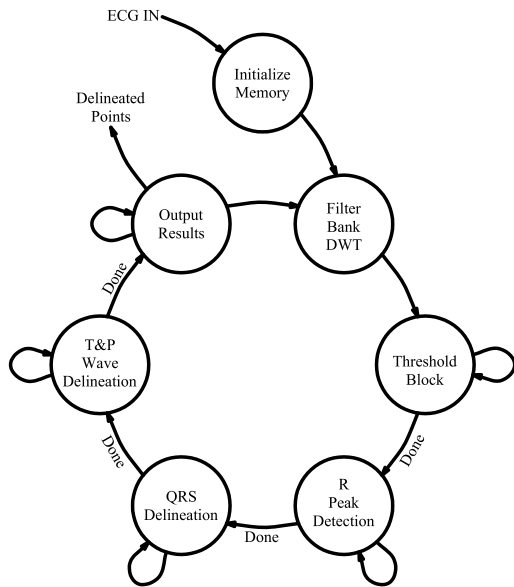 ECG IN
Initialize
Memory
Delineated
Points
Output
Results
Filter
Bank
DWT
Done
T&P
Wave
Delineation
Threshold
Block
Done
Done
QRS
Delineation
Done
R
Peak
Detection